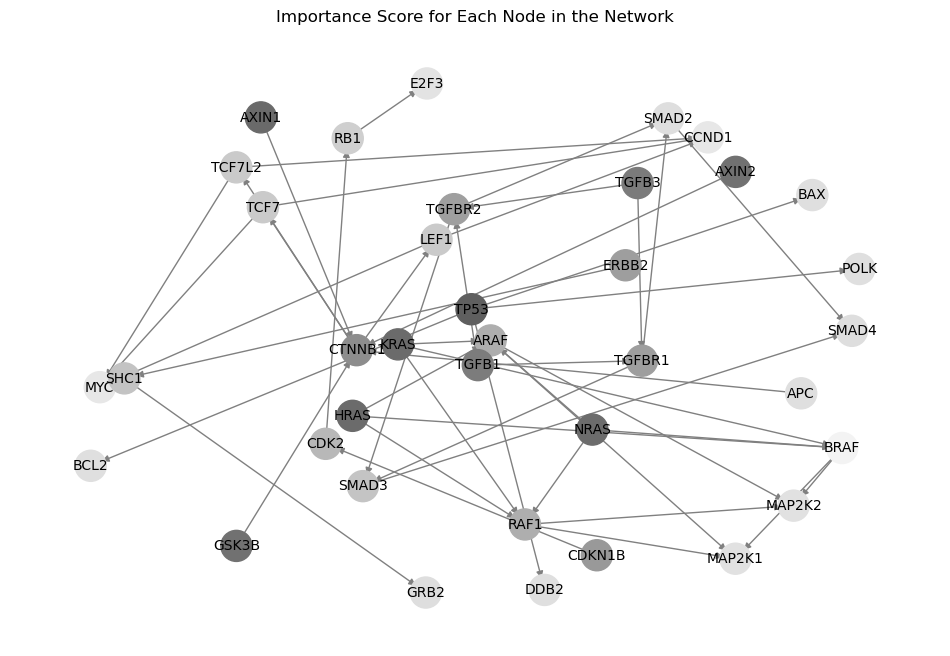 Importance Score for Each Node in the Network
E2F3
AXIN1
SMAD2
RB1
CCND1
TCF7L2
AXIN2
TGFB3
BAX
TCF7
TGFBR2
LEF1
ERBB2
POLK
TP53
SMAD4
ARAF
KRAS
CTNNB1
TGFBR1
TGFB1
SHC1
MYC
APC
HRAS
NRAS
CDK2
BRAF
BCL2
SMAD3
MAP2K2
RAF1
GSK3B
CDKN1B
MAP2K1
DDB2
GRB2